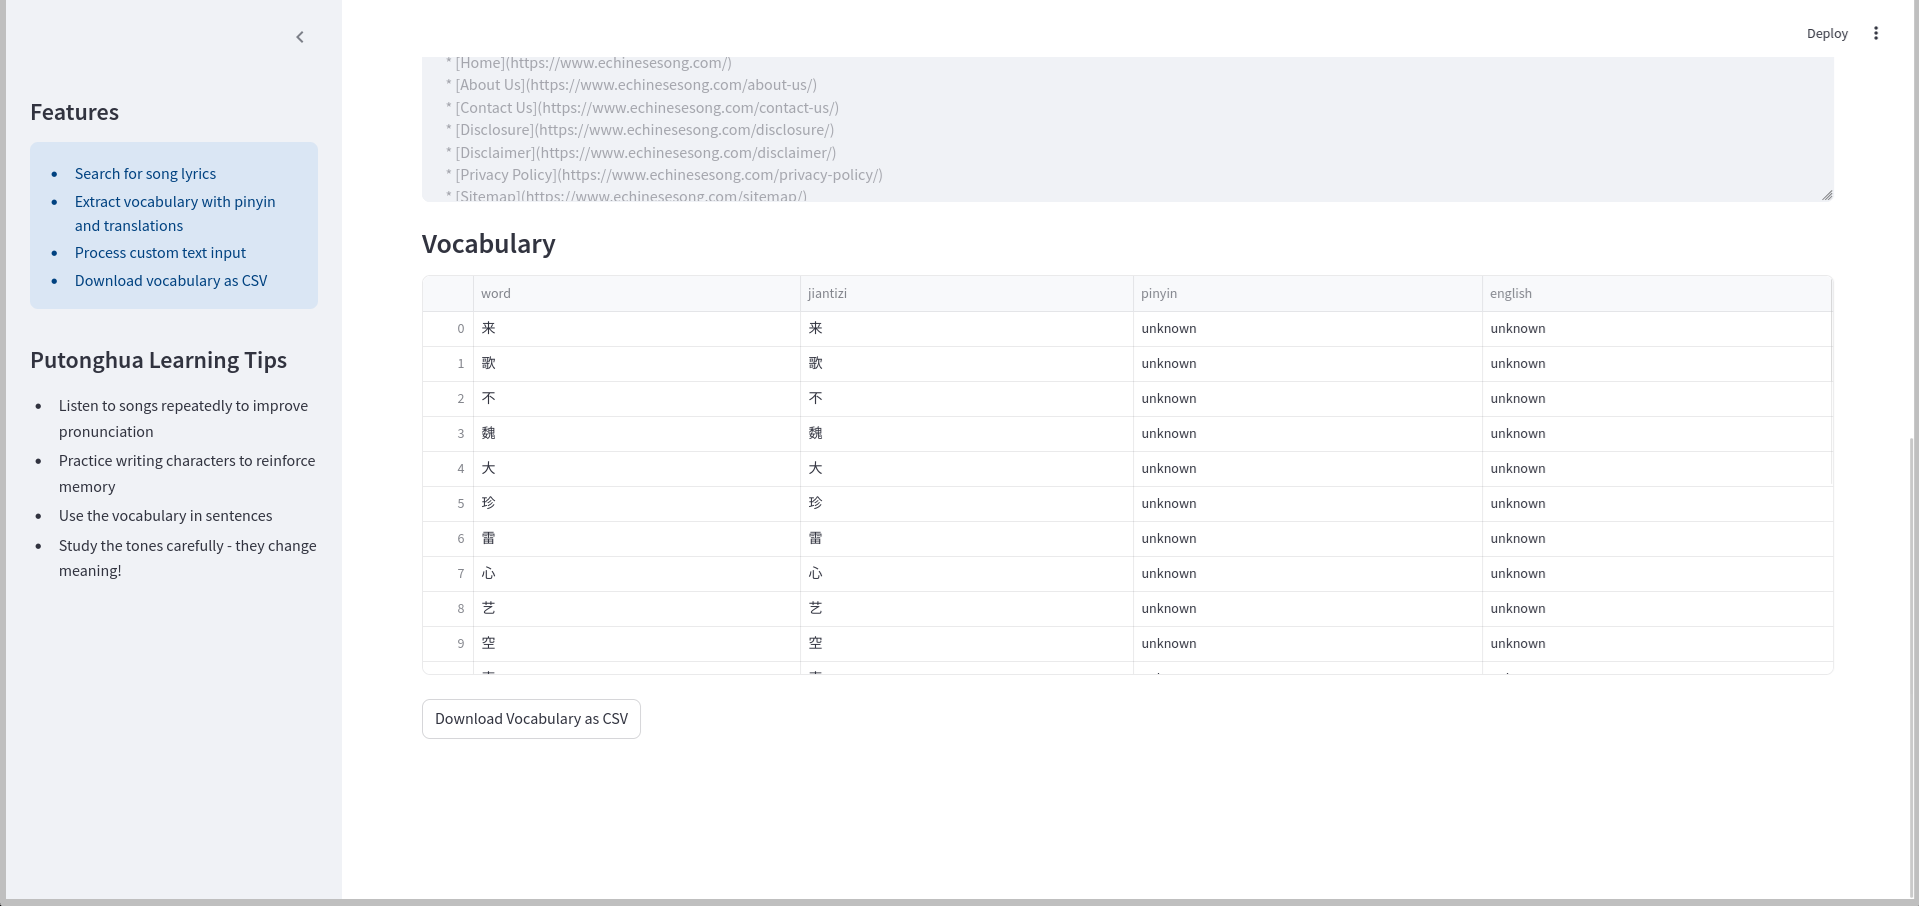 Deploy
Features
Search for song lyrics
Extract vocabulary with pinyin
and translations
Process custom text input
Download vocabulary as CSV
Putonghua Learning Tips
Listen to songs repeatedly to improve
pronunciation
Practice writing characters to reinforce
memory
Use the vocabulary in sentences
Study the tones carefully - they change
meaning!
* [Home](https://www.echinesesong.com/)
* [About Us](https://www.echinesesong.com/about-us/)
* [Contact Us](https://www.echinesesong.com/contact-us/)
* [Disclosure](https://www.echinesesong.com/disclosure/)
* [Disclaimer](https://www.echinesesong.com/disclaimer/)
* [Privacy Policy](https://www.echinesesong.com/privacy-policy/)
* [Sitemap](https://www.echinesesong.com/sitemap/)
Vocabulary
word jiantizi pinyin english
0 来 来 unknown unknown
1 歌 歌 unknown unknown
2 不 不 unknown unknown
3 魏 魏 unknown unknown
4 大 大 unknown unknown
5 珍 珍 unknown unknown
6 雷 雷 unknown unknown
7 心 心 unknown unknown
8 艺 艺 unknown unknown
9 空 空 unknown unknown
Download Vocabulary as CSV